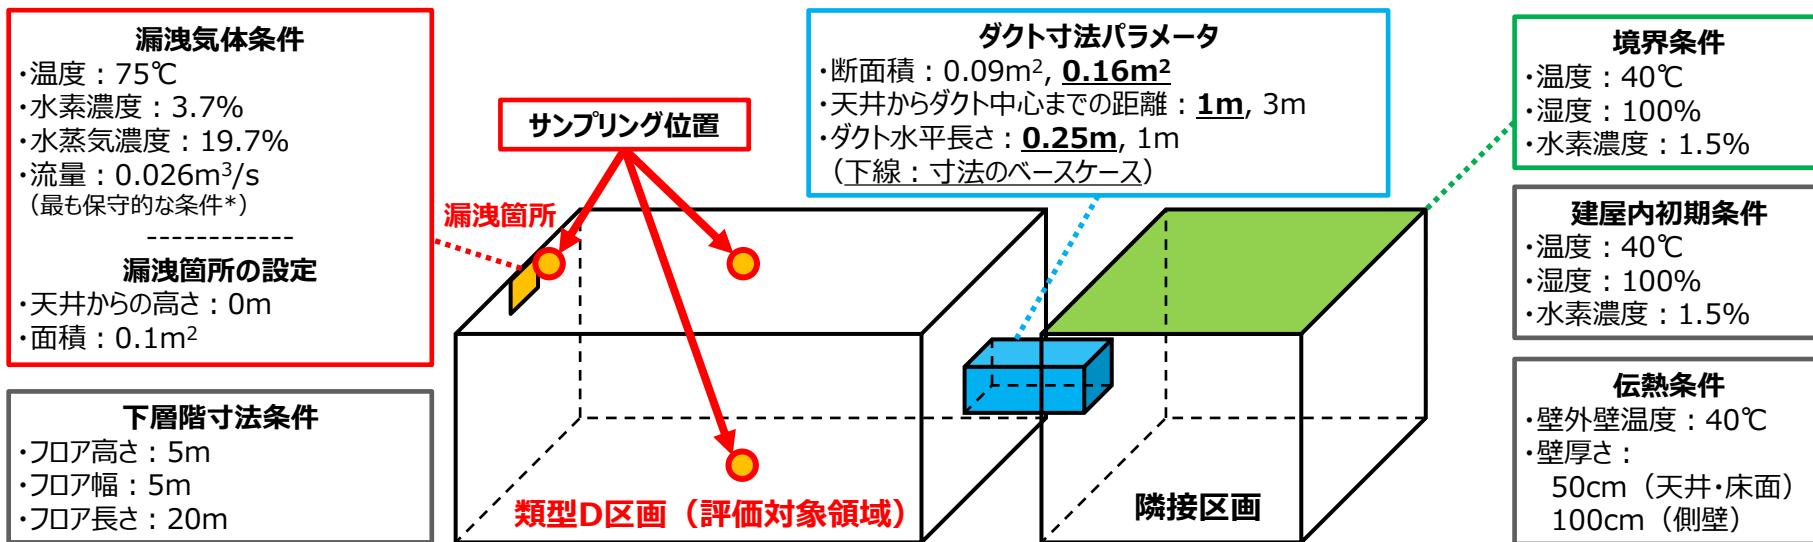 漏洩気体条件
・温度：75℃
・水素濃度：3.7%
・水蒸気濃度：19.7%
・流量：0.026m³/s
（最も保守的な条件*）
------------
漏洩箇所の設定
・天井からの高さ：0m
・面積：0.1m²
下層階寸法条件
・フロア高さ：5m
・フロア幅：5m
・フロア長さ：20m
サンプリング位置
漏洩箇所
ダクト寸法パラメータ
・断面積：0.09m², 0.16m²
・天井からダクト中心までの距離：1m, 3m
・ダクト水平長さ：0.25m, 1m
（下線：寸法のベースケース）
類型D区画（評価対象領域）
隣接区画
境界条件
・温度：40℃
・湿度：100%
・水素濃度：1.5%
建屋内初期条件
・温度：40℃
・湿度：100%
・水素濃度：1.5%
伝熱条件
・壁外壁温度：40℃
・壁厚さ：
50cm（天井・床面）
100cm（側壁）